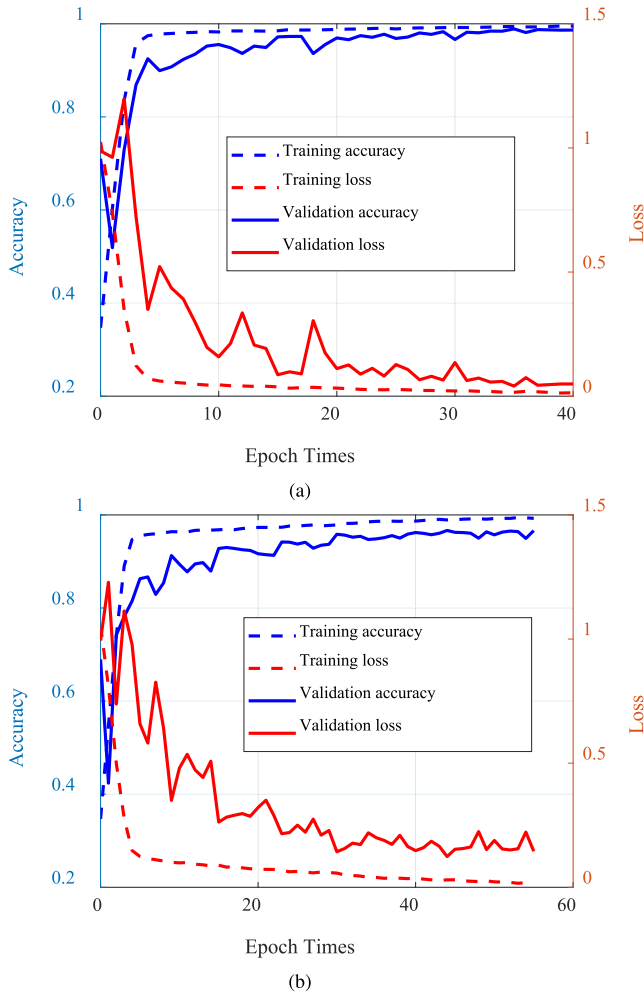 1
1.5
0.8
1
Training accuracy
Training loss
Validation accuracy
Validation loss
Accuracy
Loss
0.6
0.5
0.4
0.2
0
0
10
20
30
40
Epoch Times
(a)
1
1.5
0.8
1
Training accuracy
Training loss
Validation accuracy
Validation loss
Accuracy
Loss
0.6
0.5
0.4
0.2
0
0
20
40
60
Epoch Times
(b)